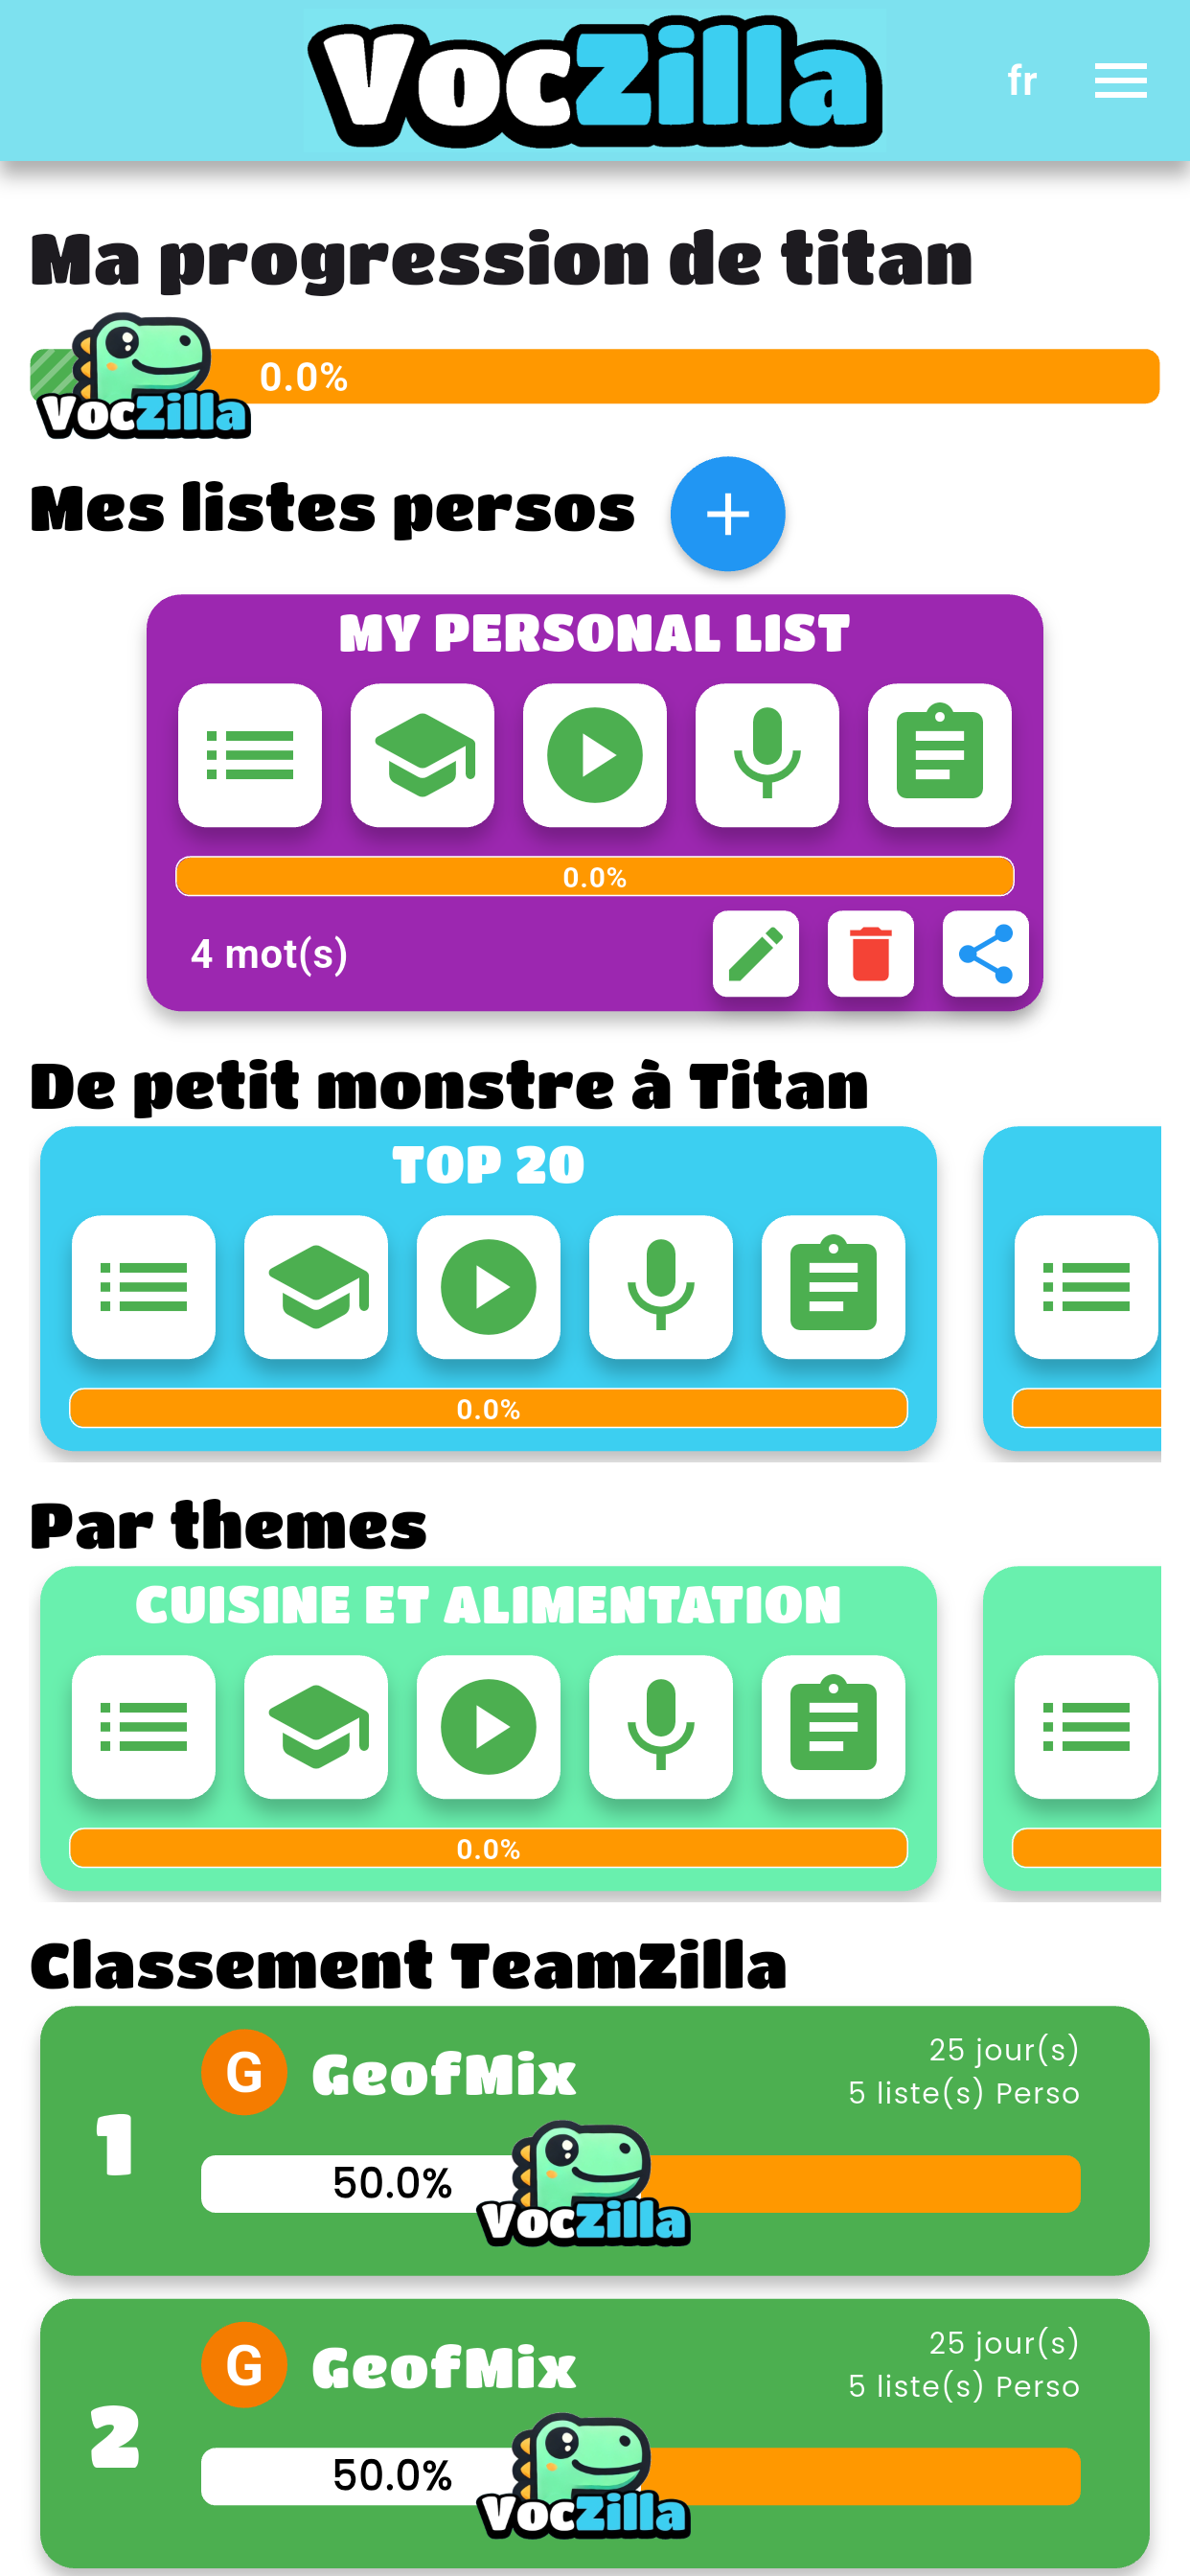 VocZilla
fr
Ma progression de titan
0.0%
VocZilla
Mes listes persos
MY PERSONAL LIST
0.0%
4 mot(s)
De petit monstre à Titan
TOP 20
0.0%
Par themes
CUISINE ET ALIMENTATION
0.0%
Classement TeamZilla
1
G
GeofMix
25 jour(s)
5 liste(s) Perso
50.0%
VocZilla
2
G
GeofMix
25 jour(s)
5 liste(s) Perso
50.0%
VocZilla